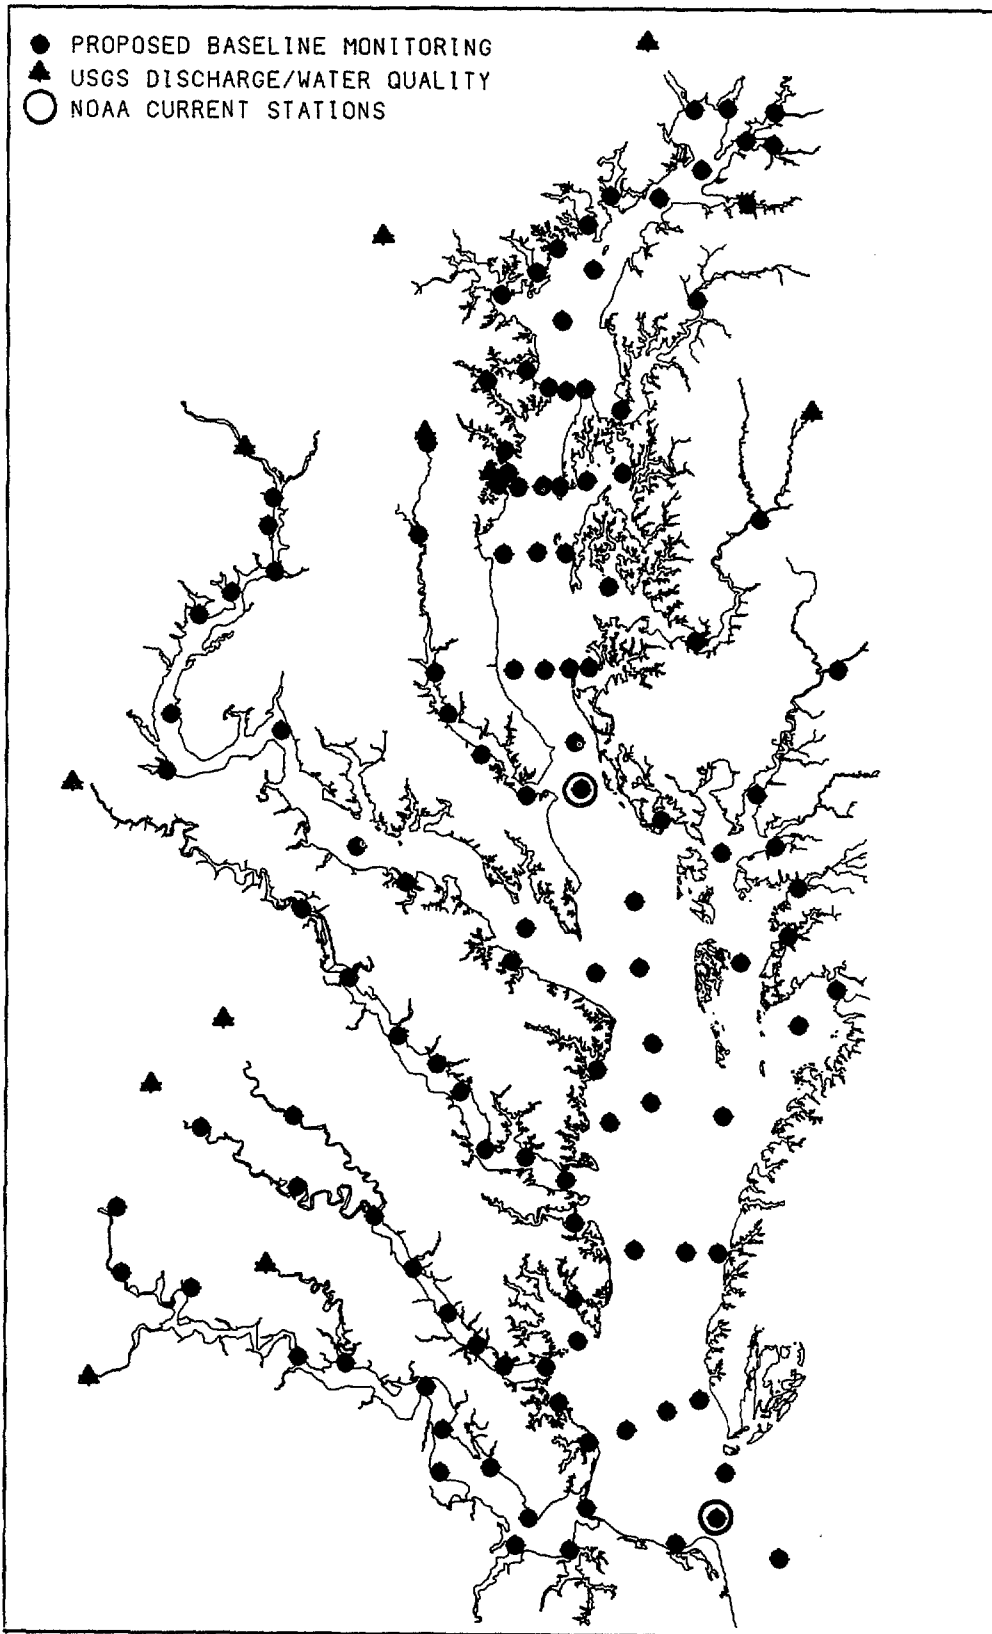 PROPOSED BASELINE MONITORING
USGS DISCHARGE/WATER QUALITY
NOAA CURRENT STATIONS